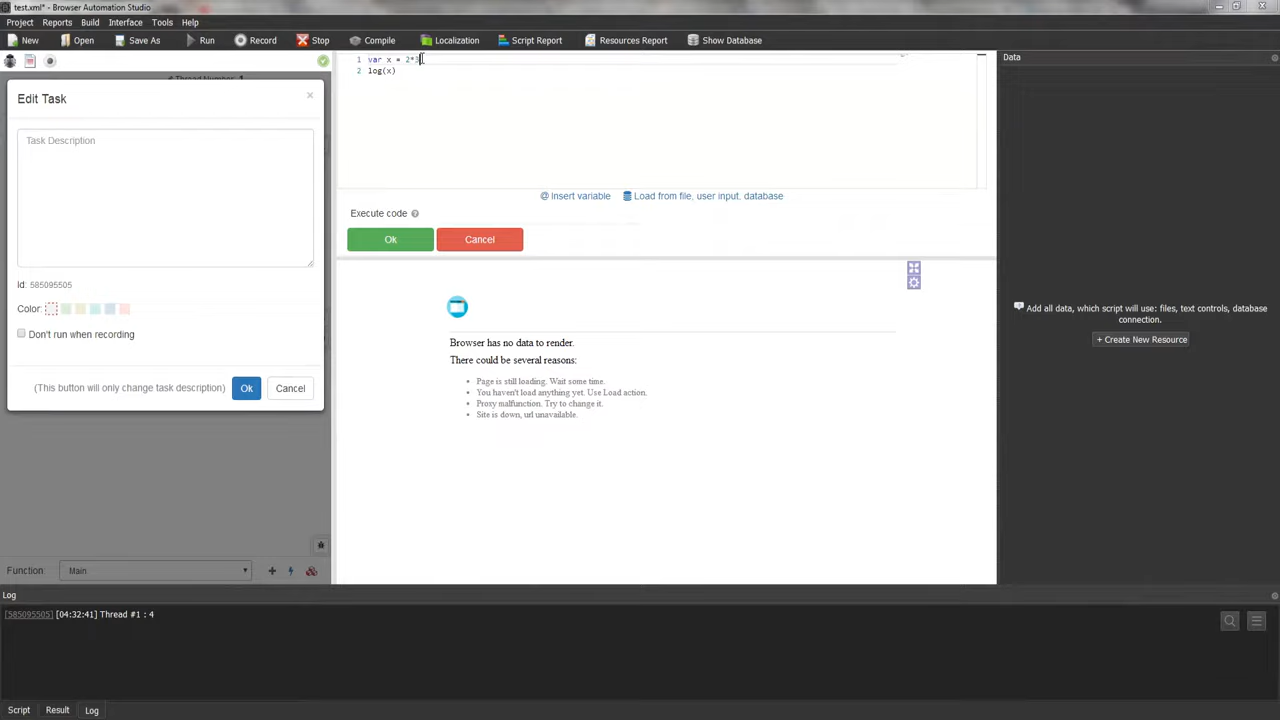 test.xml* - Browser Automation Studio
Project Reports Build Interface Tools Help
New Open Save As Run Record Stop Compile Localization Script Report Resources Report Show Database
Thread Number: 1
Edit Task ×
Task Description
Id: 585095505
Color:
Don't run when recording
(This button will only change task description) Ok Cancel
Function: Main
1 var x = 2*3
2 log(x)
@ Insert variable Load from file, user input, database
Execute code ?
Ok Cancel
Browser has no data to render.
There could be several reasons:
• Page is still loading. Wait some time.
• You haven't load anything yet. Use Load action.
• Proxy malfunction. Try to change it.
• Site is down, url unavailable.
Data
Add all data, which script will use: files, text controls, database
connection.
+ Create New Resource
Log
[585095505] [04:32:41] Thread #1 : 4
Script Result Log